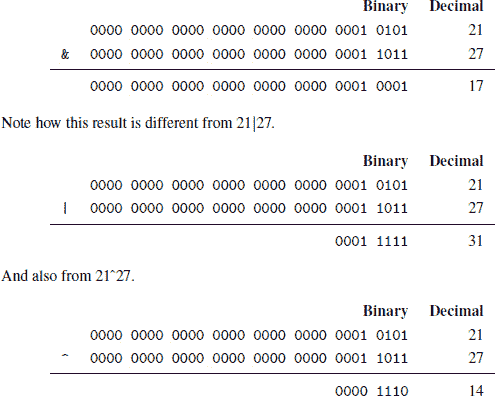 Binary Decimal
0000 0000 0000 0000 0000 0000 0001 0101 21
& 0000 0000 0000 0000 0000 0000 0001 1011 27
0000 0000 0000 0000 0000 0000 0001 0001 17
Note how this result is different from 21|27.
Binary Decimal
0000 0000 0000 0000 0000 0000 0001 0101 21
| 0000 0000 0000 0000 0000 0000 0001 1011 27
0001 1111 31
And also from 21^27.
Binary Decimal
0000 0000 0000 0000 0000 0000 0001 0101 21
^ 0000 0000 0000 0000 0000 0000 0001 1011 27
0000 1110 14